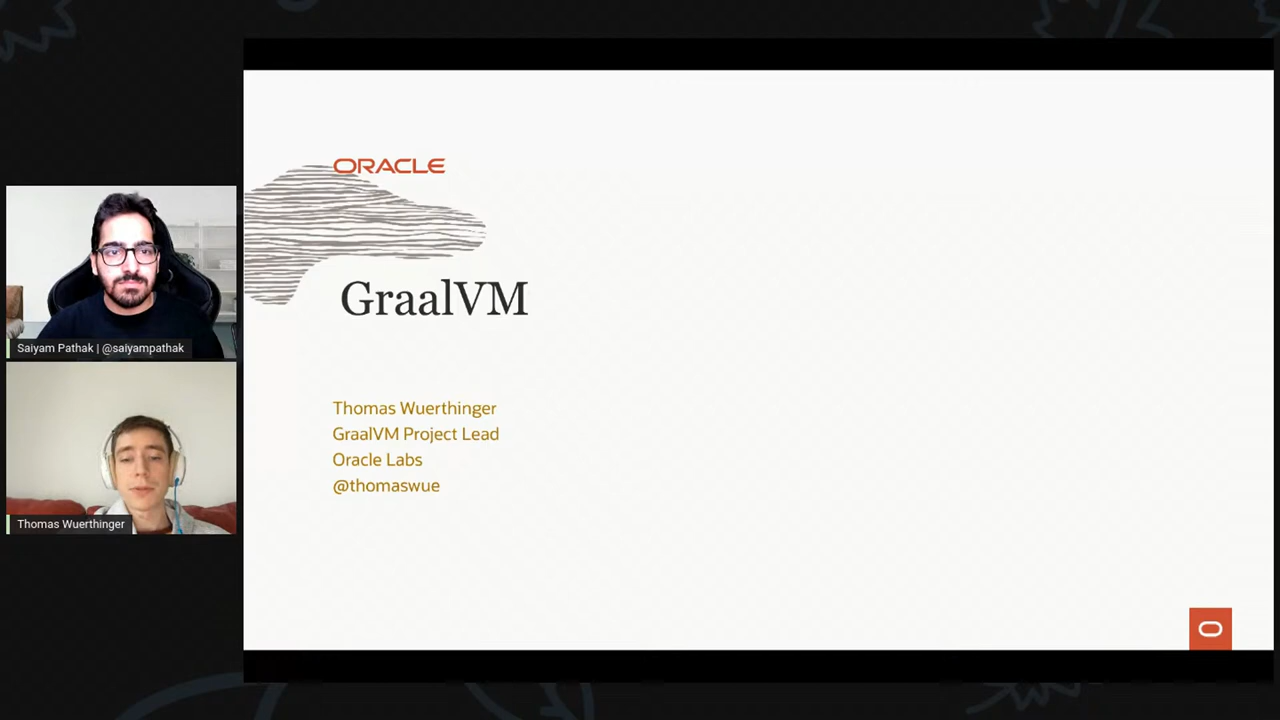 ORACLE
GraalVM
Thomas Wuerthinger
GraalVM Project Lead
Oracle Labs
@thomaswue
Saiyam Pathak | @saiyampathak
Thomas Wuerthinger